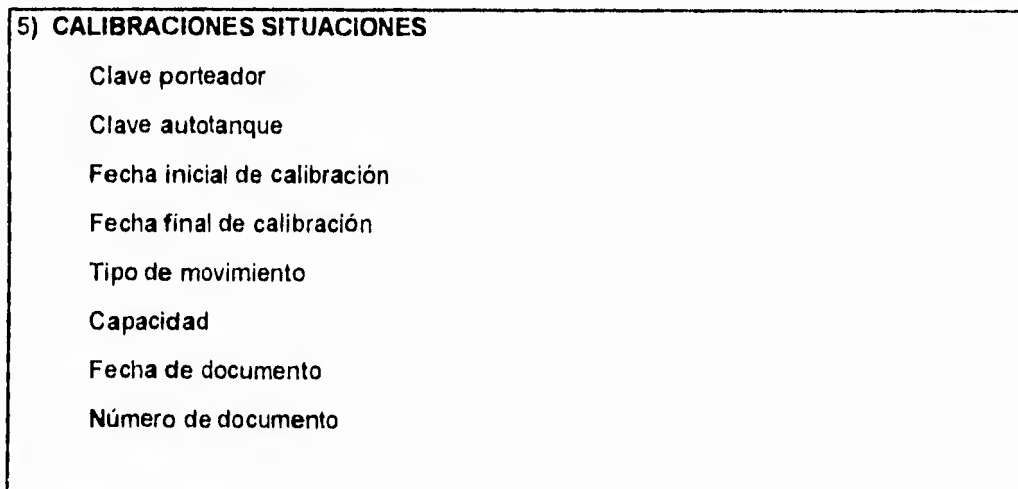 5) CALIBRACIONES SITUACIONES
Clave porteador
Clave autotanque
Fecha inicial de calibración
Fecha final de calibración
Tipo de movimiento
Capacidad
Fecha de documento
Número de documento